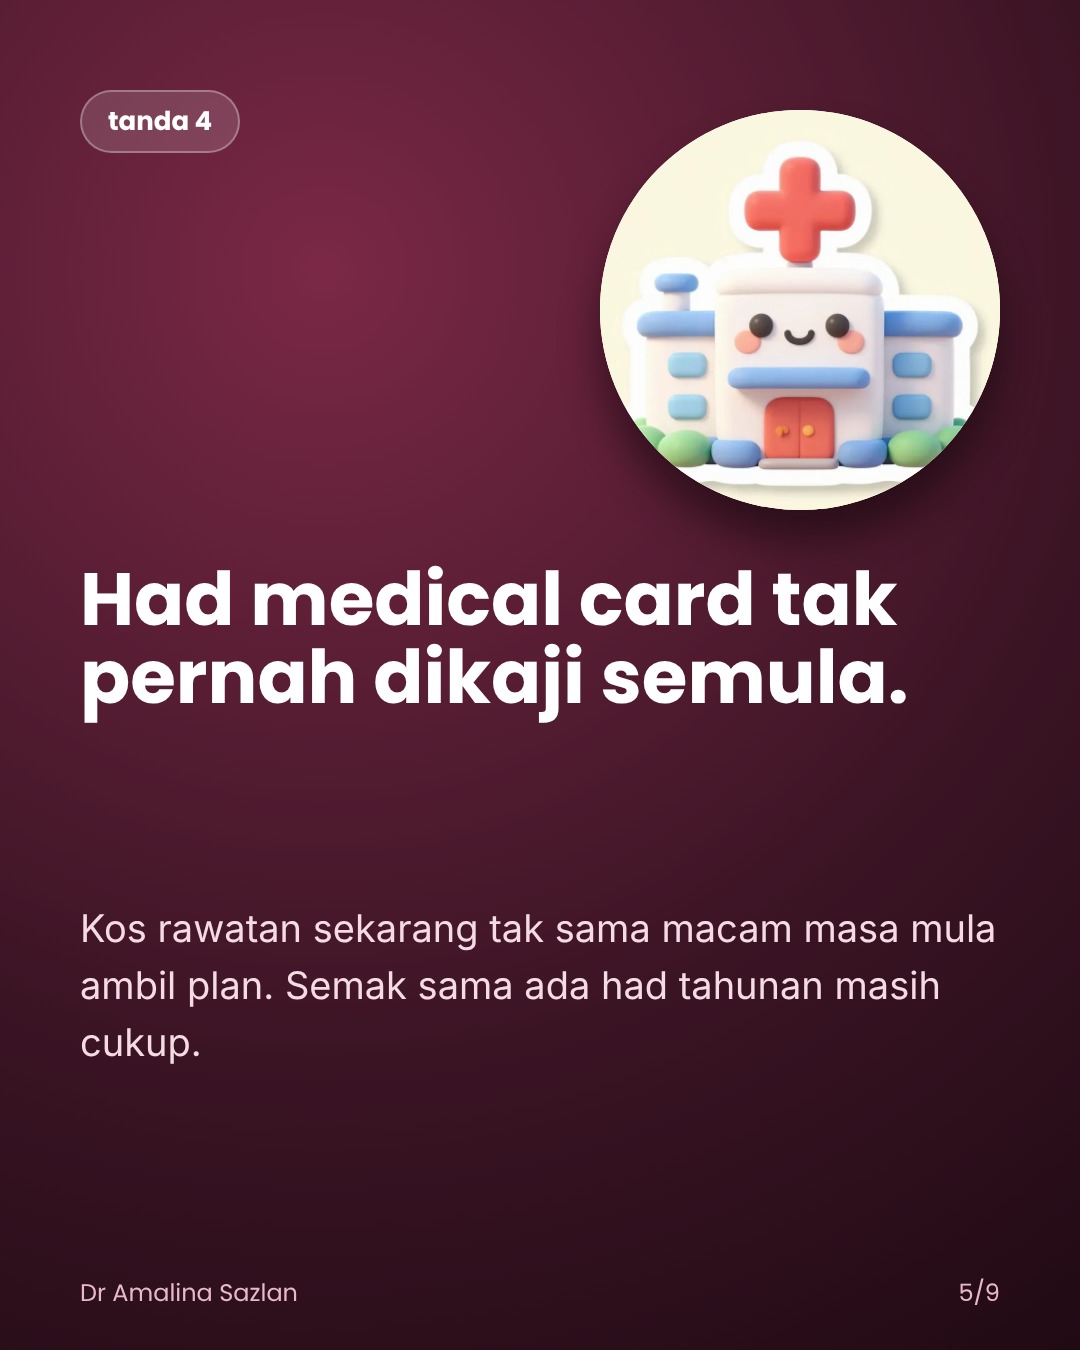 tanda 4
Had medical card tak
pernah dikaji semula.
Kos rawatan sekarang tak sama macam masa mula
ambil plan. Semak sama ada had tahunan masih
cukup.
Dr Amalina Sazlan
5/9